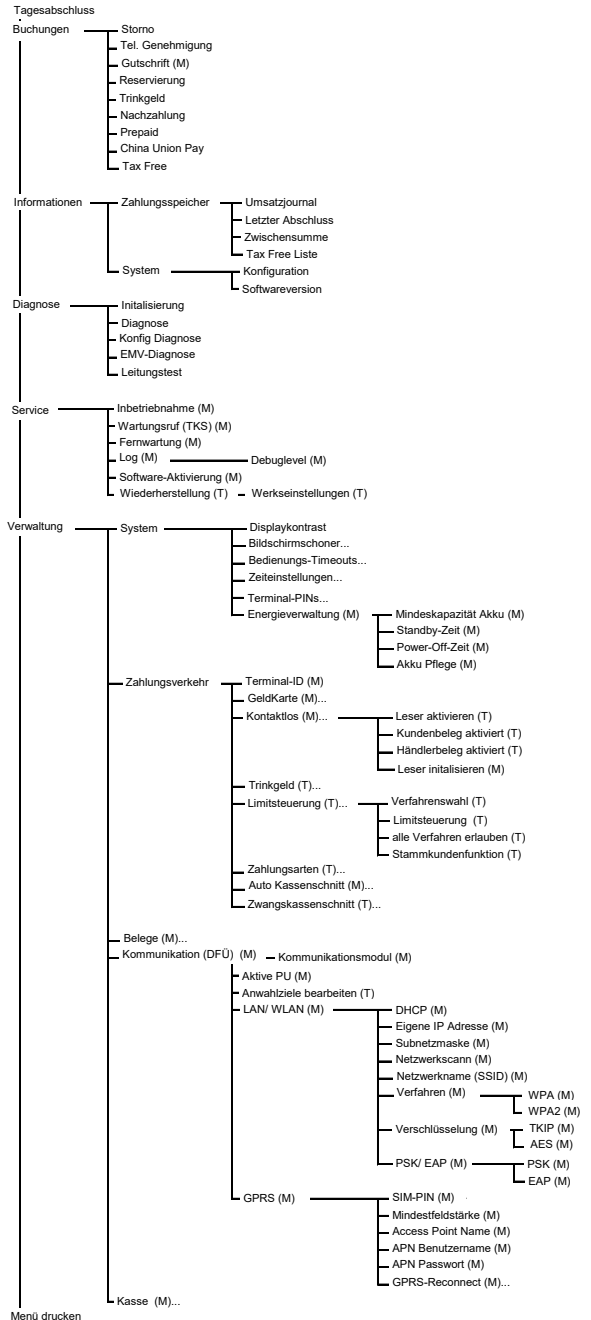 Tagesabschluss
Buchungen Storno
Tel. Genehmigung
Gutschrift (M)
Reservierung
Trinkgeld
Nachzahlung
Prepaid
China Union Pay
Tax Free
Informationen Zahlungsspeicher Umsatzjournal
Letzter Abschluss
Zwischensumme
Tax Free Liste
System Konfiguration
Softwareversion
Diagnose Initalisierung
Diagnose
Konfig Diagnose
EMV-Diagnose
Leitungstest
Service Inbetriebnahme (M)
Wartungsruf (TKS) (M)
Fernwartung (M)
Log (M) Debuglevel (M)
Software-Aktivierung (M)
Wiederherstellung (T) Werkseinstellungen (T)
Verwaltung System Displaykontrast
Bildschirmschoner...
Bedienungs-Timeouts...
Zeiteinstellungen...
Terminal-PINs...
Energieverwaltung (M) Mindeskapazität Akku (M)
Standby-Zeit (M)
Power-Off-Zeit (M)
Akku Pflege (M)
Zahlungsverkehr Terminal-ID (M)
GeldKarte (M)...
Kontaktlos (M)... Leser aktivieren (T)
Kundenbeleg aktiviert (T)
Händlerbeleg aktiviert (T)
Leser initalisieren (M)
Trinkgeld (T)...
Limitsteuerung (T)... Verfahrenswahl (T)
Limitsteuerung (T)
alle Verfahren erlauben (T)
Stammkundenfunktion (T)
Zahlungsarten (T)...
Auto Kassenschnitt (M)...
Zwangskassenschnitt (T)...
Belege (M)...
Kommunikation (DFÜ) (M) Kommunikationsmodul (M)
Aktive PU (M)
Anwahlziele bearbeiten (T)
LAN/ WLAN (M) DHCP (M)
Eigene IP Adresse (M)
Subnetzmaske (M)
Netzwerkscann (M)
Netzwerkname (SSID) (M)
Verfahren (M) WPA (M)
WPA2 (M)
Verschlüsselung (M) TKIP (M)
AES (M)
PSK/ EAP (M) PSK (M)
EAP (M)
GPRS (M) SIM-PIN (M)
Mindestfeldstärke (M)
Access Point Name (M)
APN Benutzername (M)
APN Passwort (M)
GPRS-Reconnect (M)...
Kasse (M)...
Menü drucken